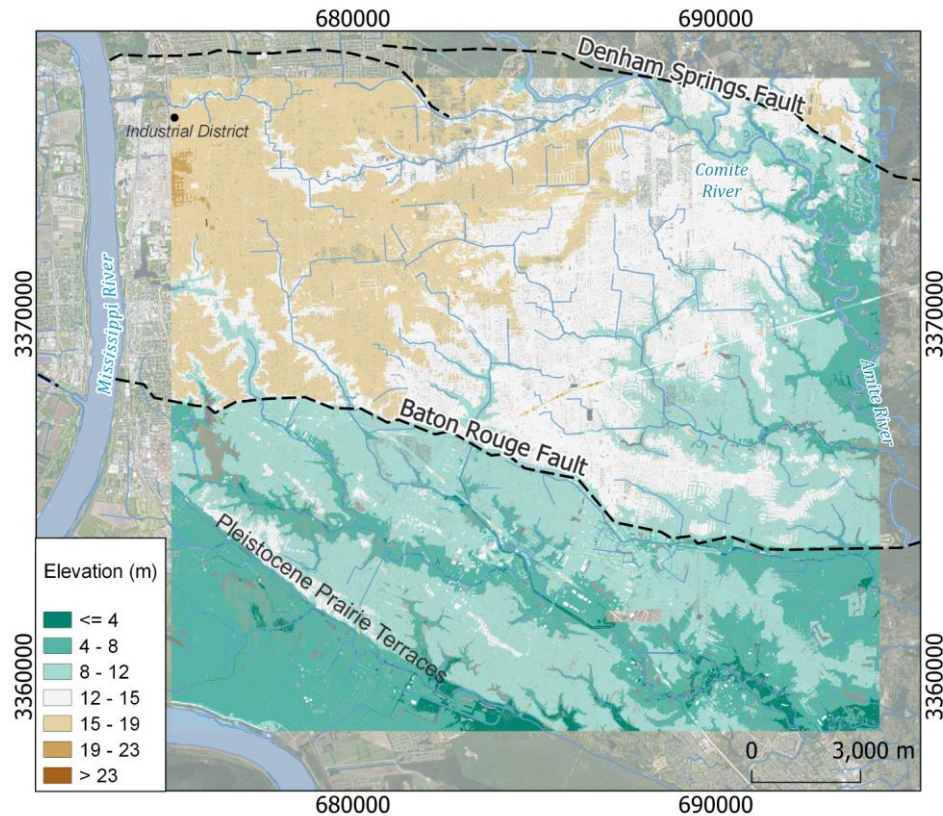 680000
690000
Denham Springs Fault
Industrial District
Comite
River
3370000
Mississippi River
3370000
Amite River
Baton Rouge Fault
Pleistocene Prairie Terraces
Elevation (m)
<= 4
4 - 8
8 - 12
12 - 15
15 - 19
19 - 23
> 23
3360000
3360000
0 3,000 m
680000
690000